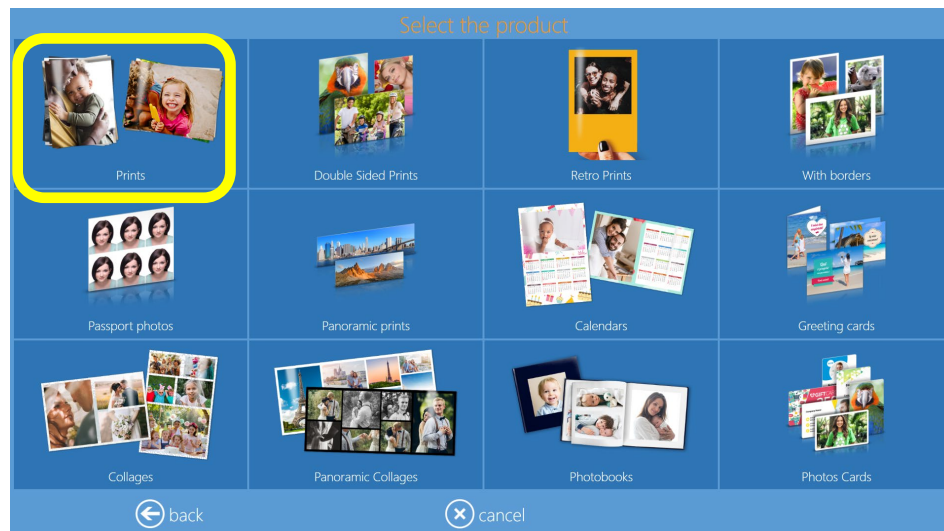 Select the product
Prints
Double Sided Prints
Retro Prints
With borders
Passport photos
Panoramic prints
Calendars
Greeting cards
Collages
Panoramic Collages
Photobooks
Photos Cards
back
cancel